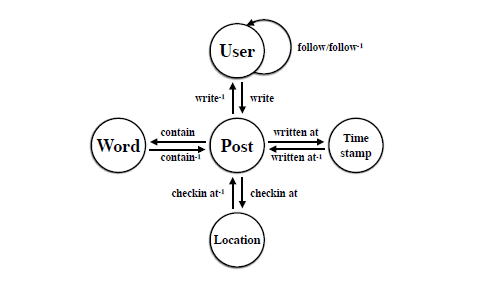 User
follow/follow-1
write-1
write
Word
contain
contain-1
Post
written at
written at-1
Time
stamp
checkin at-1
checkin at
Location